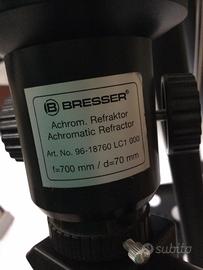 BRESSER
Achrom. Refraktor
Achromatic Refractor
Art. No. 96-18760 LC1 000
f=700 mm / d=70 mm
subito